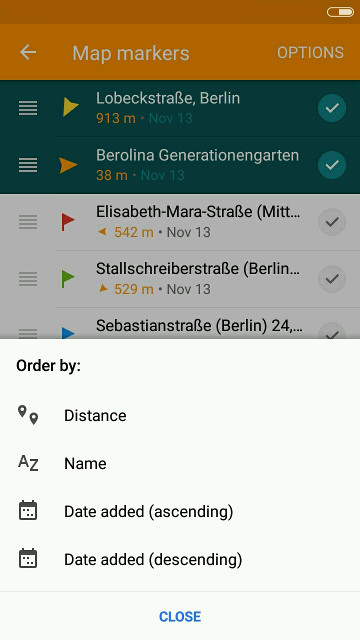 Map markers
OPTIONS
Lobeckstraße, Berlin
913 m • Nov 13
Berolina Generationengarten
38 m • Nov 13
Elisabeth-Mara-Straße (Mitt...
542 m • Nov 13
Stallschreiberstraße (Berlin...
529 m • Nov 13
Sebastianstraße (Berlin) 24,...
Order by:
Distance
AZ Name
Date added (ascending)
Date added (descending)
CLOSE